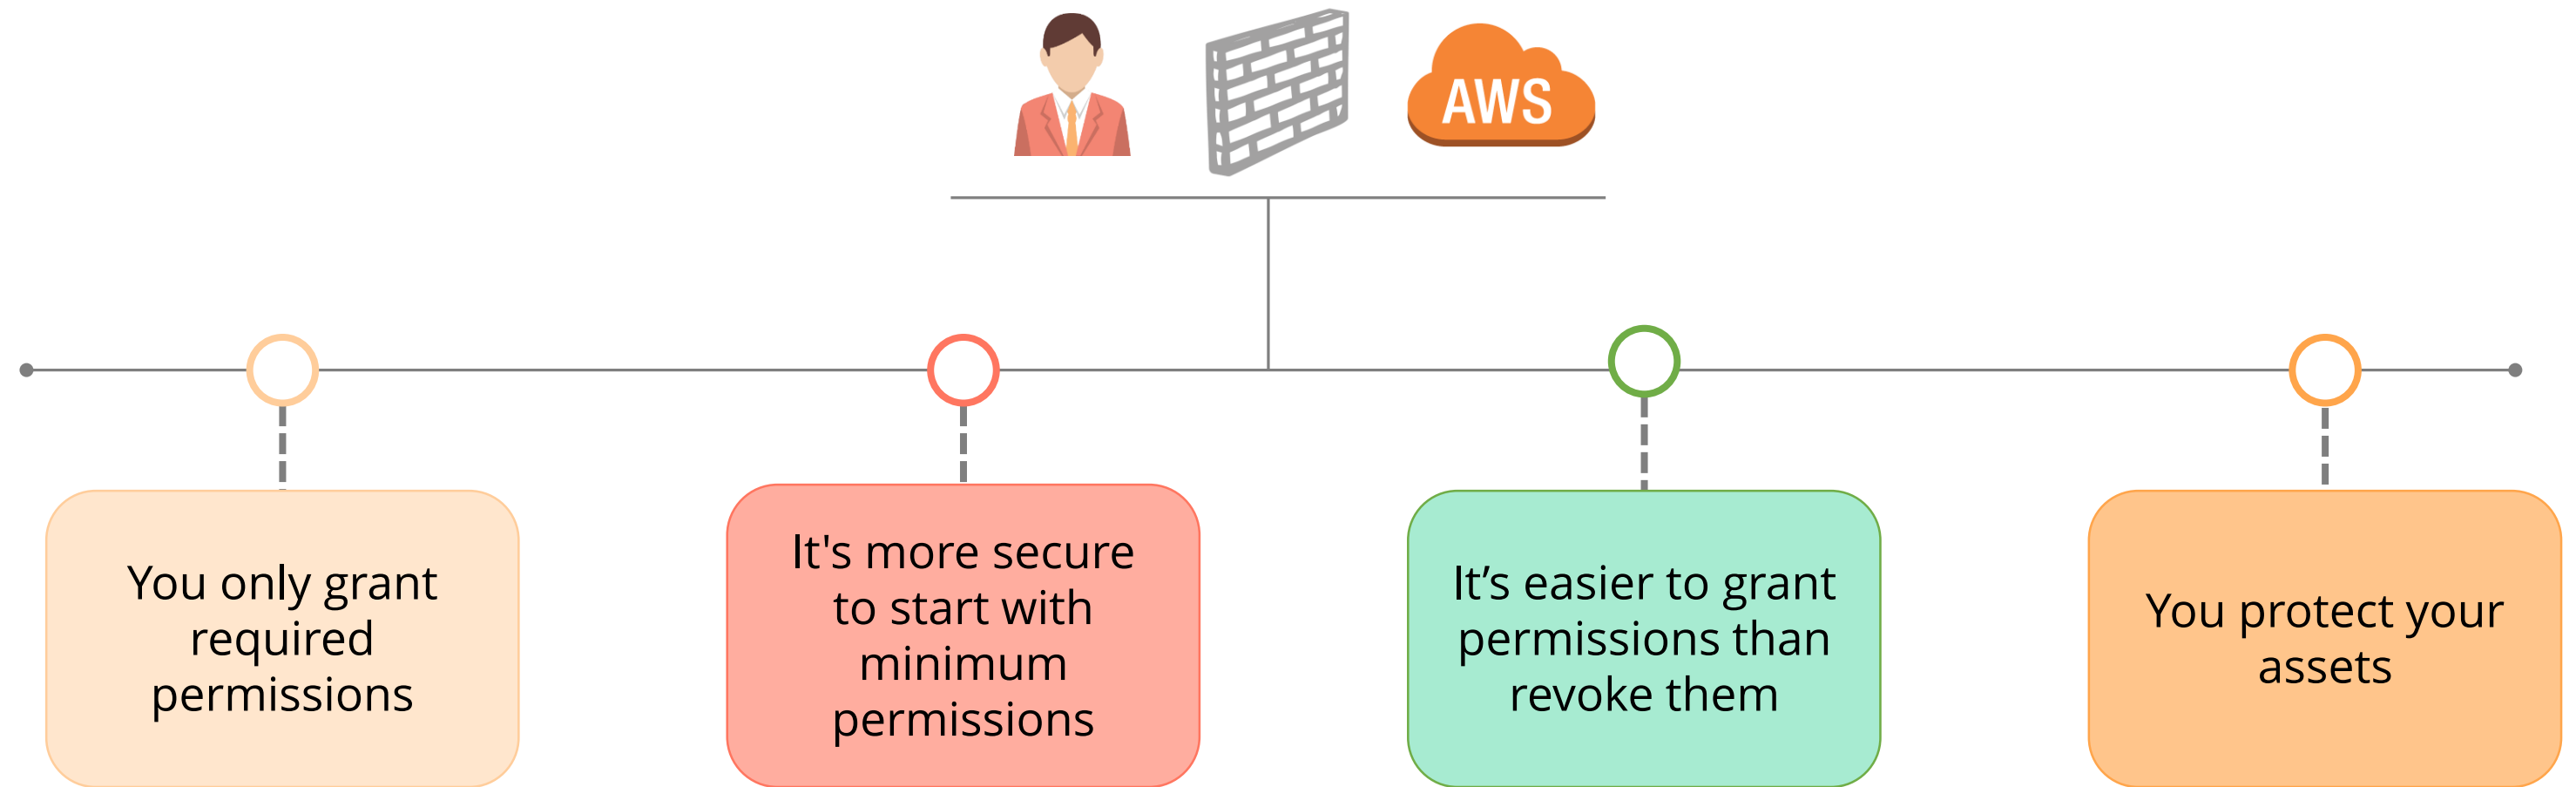 AWS
You only grant
required
permissions
It's more secure
to start with
minimum
permissions
It’s easier to grant
permissions than
revoke them
You protect your
assets